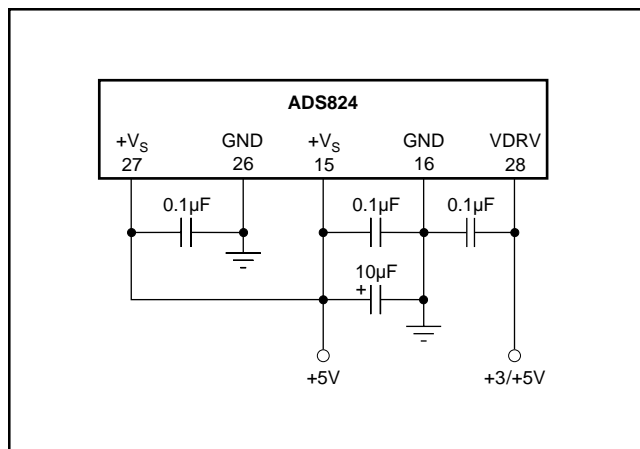 ADS824
+VS GND +VS GND VDRV
27 26 15 16 28
0.1µF 0.1µF 0.1µF
10µF
+
+5V +3/+5V